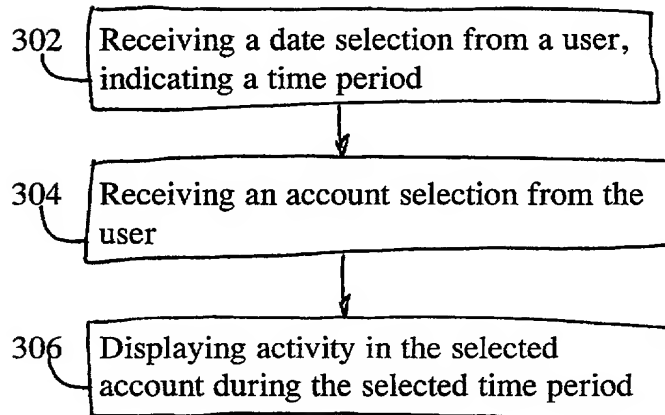 302 Receiving a date selection from a user,
indicating a time period
304 Receiving an account selection from the
user
306 Displaying activity in the selected
account during the selected time period